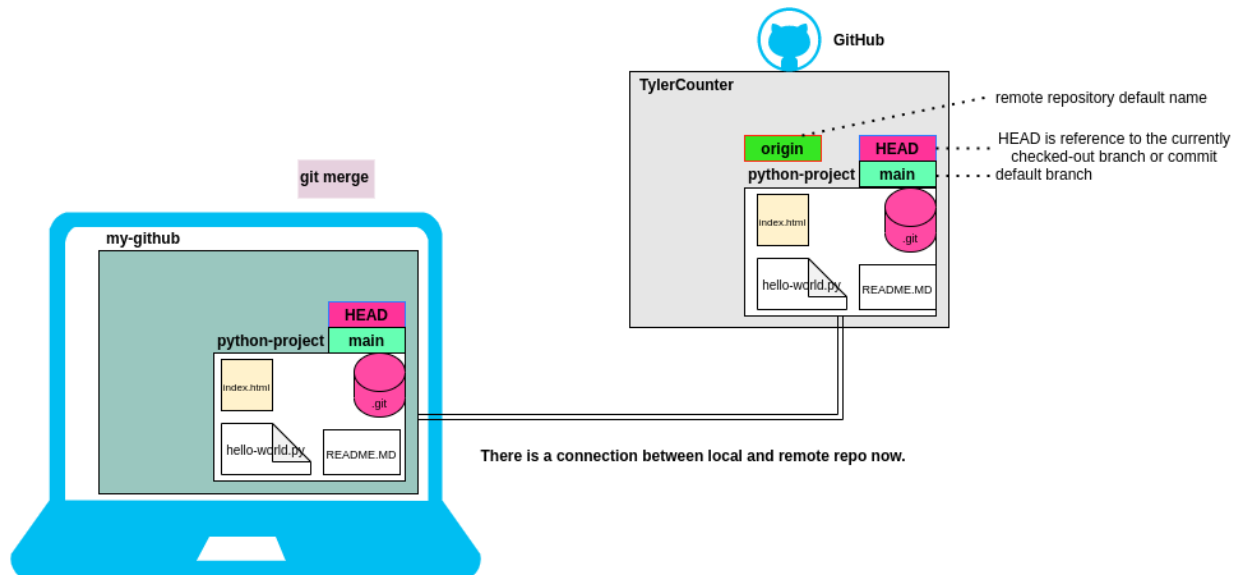 GitHub
TylerCounter
remote repository default name
origin
HEAD
HEAD is reference to the currently
checked-out branch or commit
python-project
main
default branch
index.html
.git
hello-world.py
README.MD
git merge
my-github
HEAD
python-project
main
index.html
.git
hello-world.py
README.MD
There is a connection between local and remote repo now.